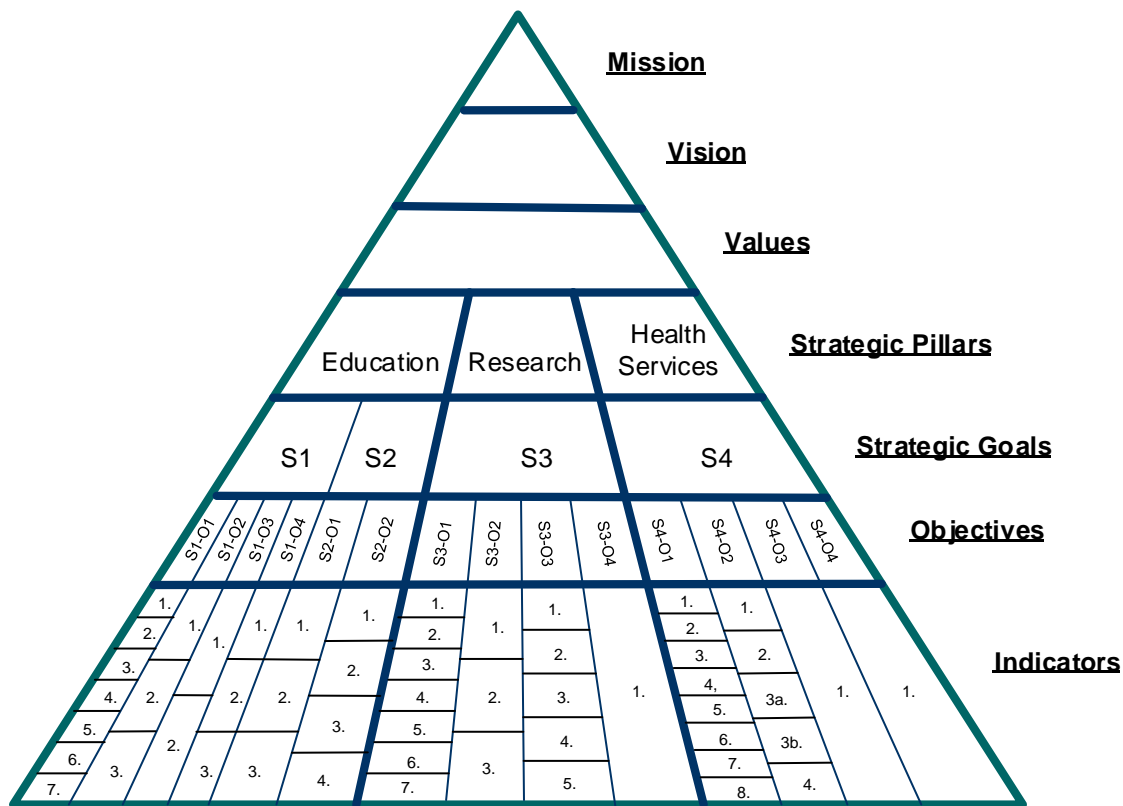 Mission
Vision
Values
Education
Research
Health
Services
Strategic Pillars
S1
S2
S3
S4
Strategic Goals
S1-O1
S1-O2
S1-O3
S1-O4
S2-O1
S2-O2
S3-O1
S3-O2
S3-O3
S3-O4
S4-O1
S4-O2
S4-O3
S4-O4
Objectives
1.
2.
3.
4.
5.
6.
7.
1.
2.
3.
1.
2.
1.
2.
3.
1.
2.
3.
1.
2.
3.
4.
1.
2.
3.
4.
5.
6.
7.
1.
2.
3.
1.
2.
3.
4.
5.
1.
1.
2.
3.
4,
5.
6.
7.
8.
1.
2.
3a.
3b.
4.
1.
1.
Indicators